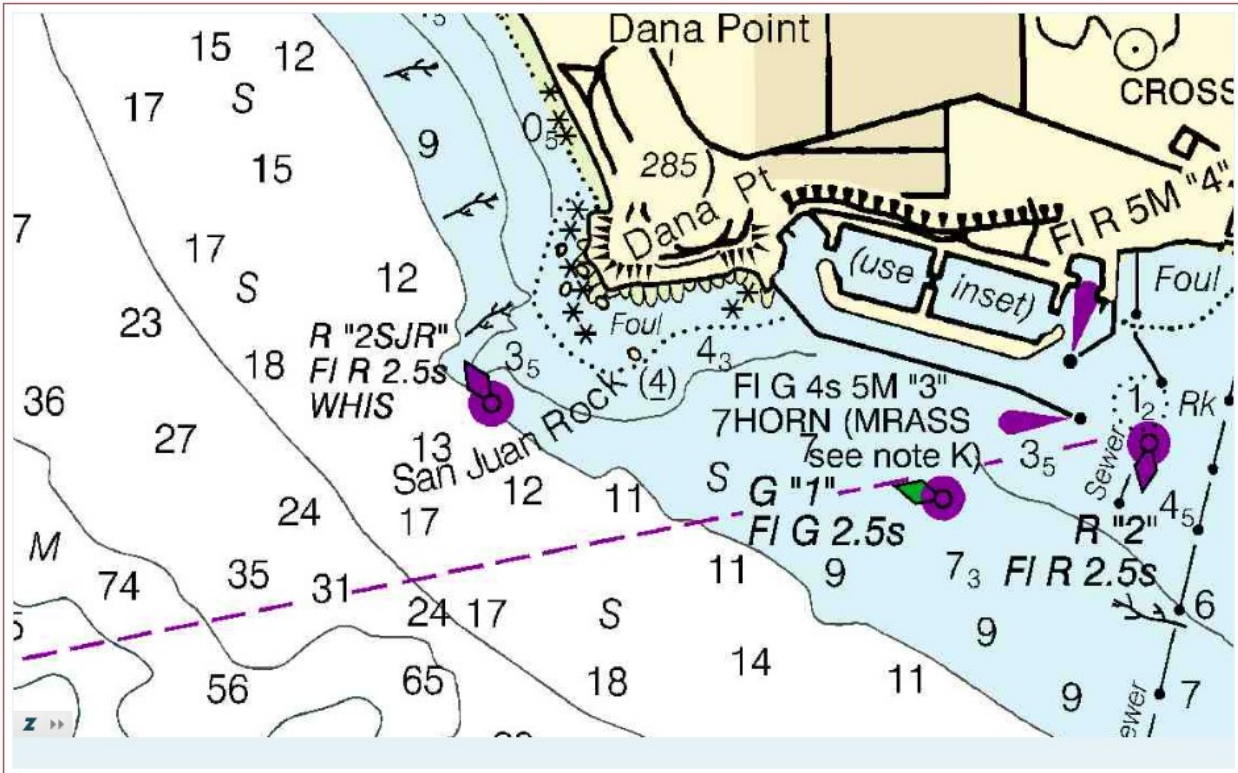 Dana Point
15
12
17
S
CROSS
0₅
9
285
15
Dana Pt
Fl R 5M "4"
7
17
12
S
(use
inset)
Foul
23
R "2SJR"
Fl R 2.5s
WHIS
18
3₅
Foul
4₃
(4)
San Juan Rock
36
27
13
Fl G 4s 5M "3"
7HORN (MRASS
7
see note K)
3₅
1₂
Rk
Sewer
S
12
11
G "1"
Fl G 2.5s
24
17
4₅
R "2"
Fl R 2.5s
M
74
35
31
11
9
7₃
24
17
S
6
9
56
65
18
14
11
9
7
ewer
Z